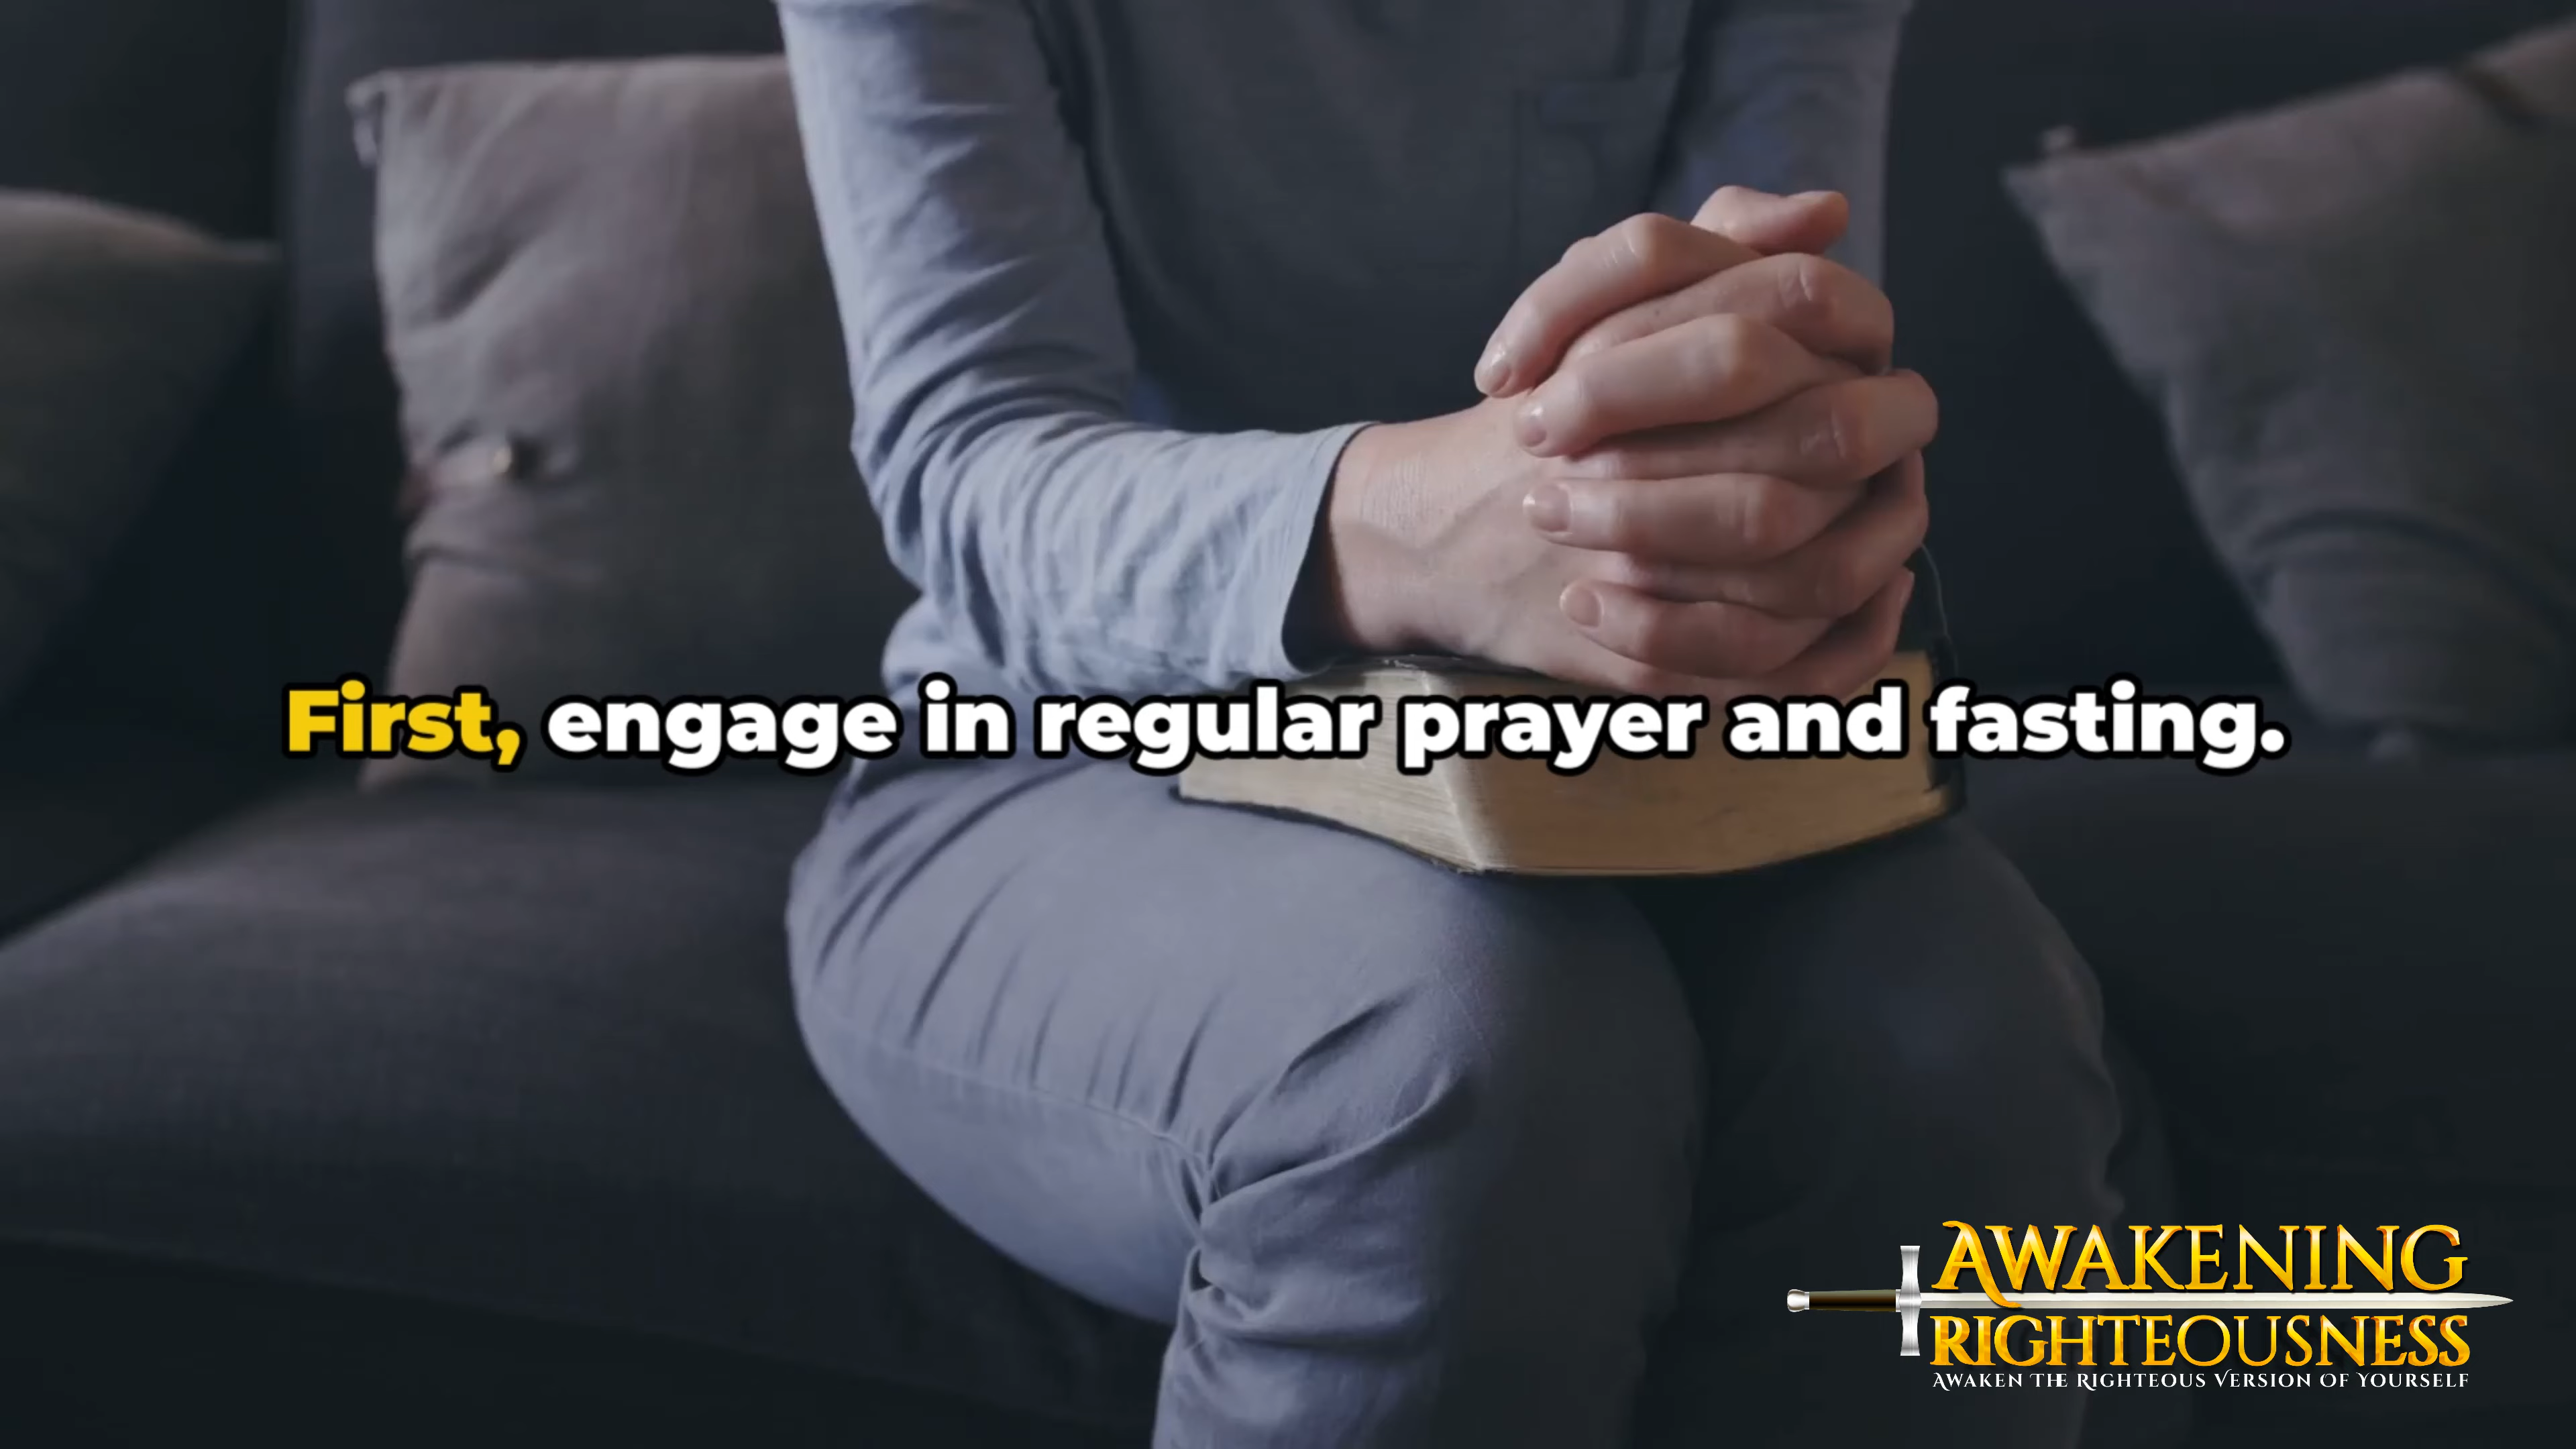 First, engage in regular prayer and fasting.
AWAKENING
RIGHTEOUSNESS
AWAKEN THE RIGHTEOUS VERSION OF YOURSELF